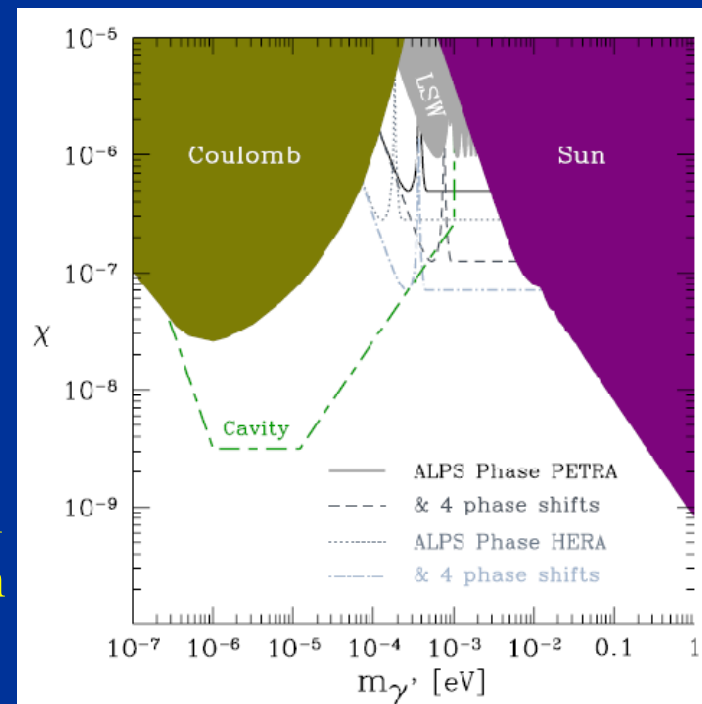 10⁻⁵
10⁻⁶
10⁻⁷
10⁻⁸
10⁻⁹
χ
Coulomb
LSW
Sun
Cavity
ALPS Phase PETRA
& 4 phase shifts
ALPS Phase HERA
& 4 phase shifts
10⁻⁷ 10⁻⁶ 10⁻⁵ 10⁻⁴ 10⁻³ 10⁻² 0.1 1
mγ' [eV]